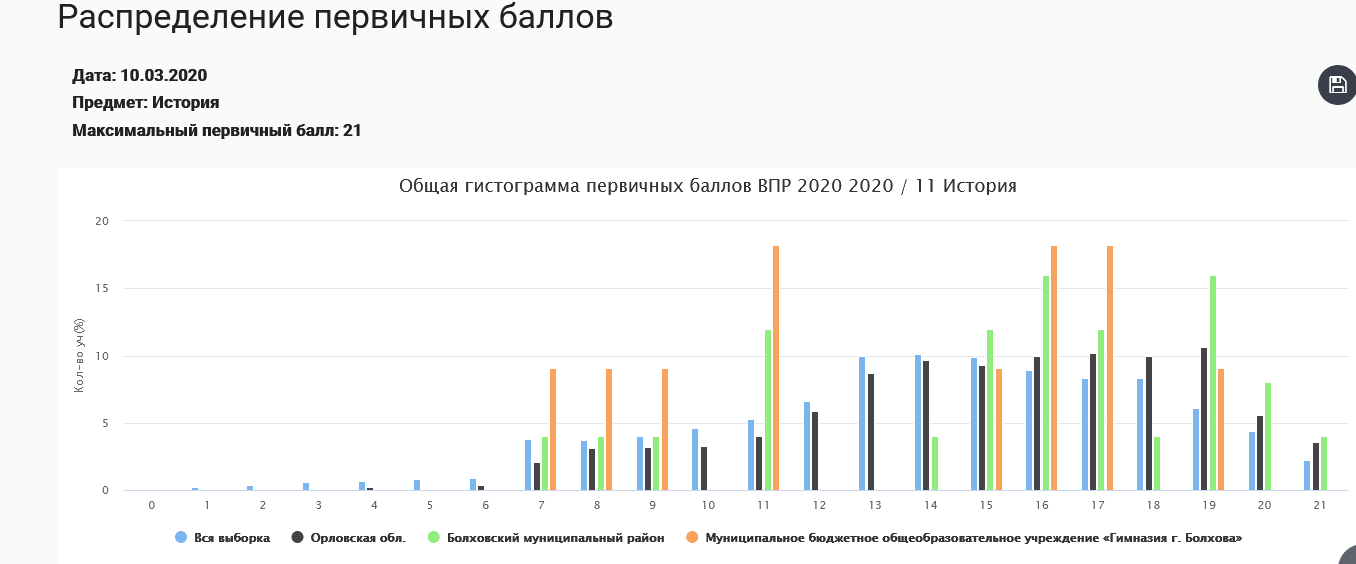 Распределение первичных баллов
Дата: 10.03.2020
Предмет: История
Максимальный первичный балл: 21
Общая гистограмма первичных баллов ВПР 2020 2020 / 11 История
20
15
10
5
0
Кол-во уч(%)
0 1 2 3 4 5 6 7 8 9 10 11 12 13 14 15 16 17 18 19 20 21
Вся выборка Орловская обл. Болховский муниципальный район Муниципальное бюджетное общеобразовательное учреждение «Гимназия г. Болхова»